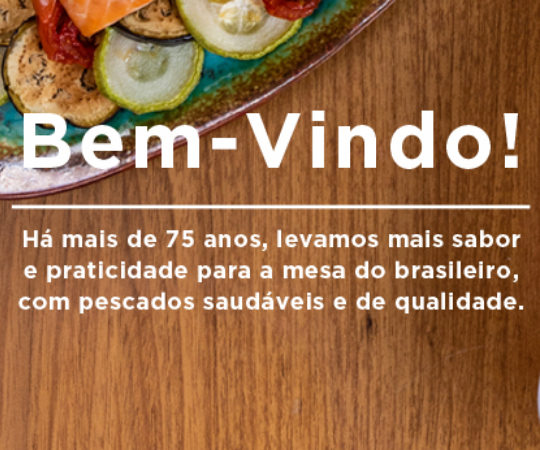 Bem-Vindo!
Há mais de 75 anos, levamos mais sabor
e praticidade para a mesa do brasileiro,
com pescados saudáveis e de qualidade.